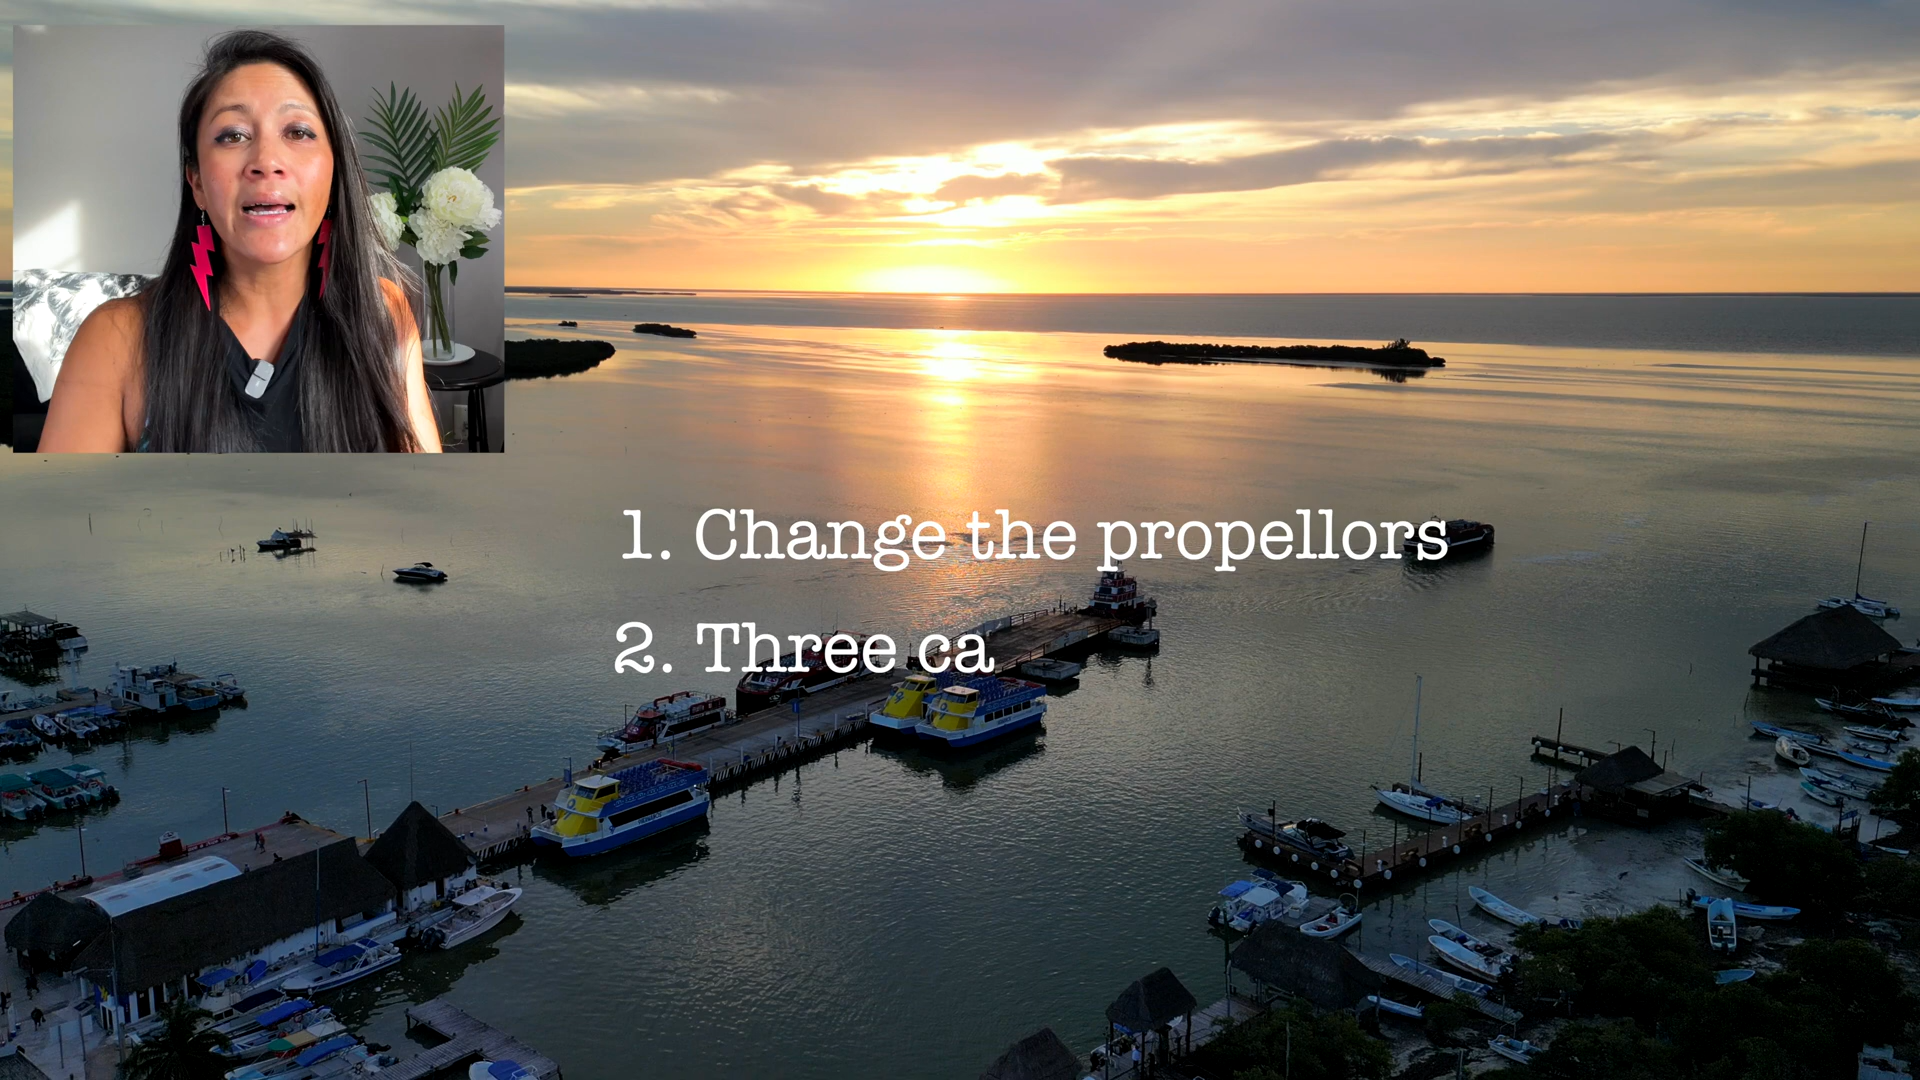 1. Change the propellors
2. Three ca